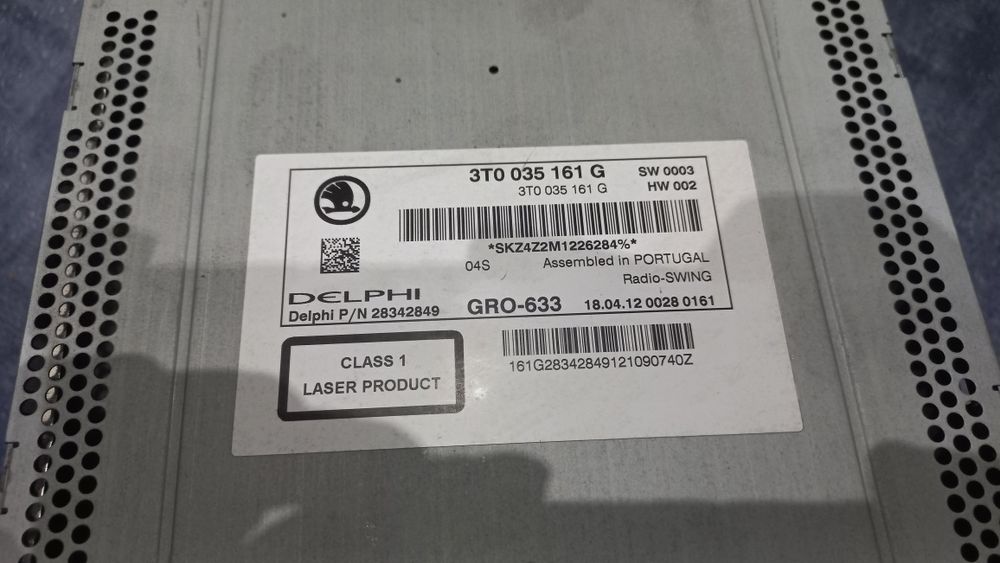 3T0 035 161 G SW 0003
3T0 035 161 G HW 002
*SKZ4Z2M1226284%*
04S Assembled in PORTUGAL
Radio-SWING
DELPHI
Delphi P/N 28342849 GRO-633 18.04.12 0028 0161
CLASS 1
LASER PRODUCT
161G28342849121090740Z